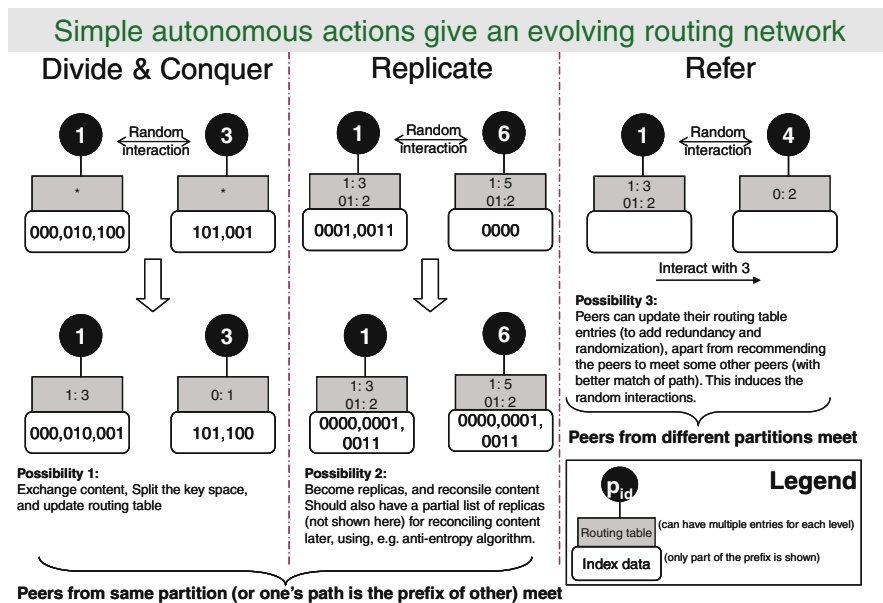 Simple autonomous actions give an evolving routing network
Divide & Conquer
1
Random
interaction
3
*
*
000,010,100
101,001
1
3
1: 3
0: 1
000,010,001
101,100
Possibility 1:
Exchange content, Split the key space,
and update routing table
Replicate
1
Random
interaction
6
1: 3
01: 2
1: 5
01:2
0001,0011
0000
1
6
1: 3
01: 2
1: 5
01: 2
0000,0001,
0011
0000,0001,
0011
Possibility 2:
Become replicas, and reconsile content
Should also have a partial list of replicas
(not shown here) for reconciling content
later, using, e.g. anti-entropy algorithm.
Peers from same partition (or one's path is the prefix of other) meet
Refer
1
Random
interaction
4
1: 3
01: 2
0: 2
Interact with 3
Possibility 3:
Peers can update their routing table
entries (to add redundancy and
randomization), apart from recommending
the peers to meet some other peers (with
better match of path). This induces the
random interactions.
Peers from different partitions meet
Legend
pid
Routing table
(can have multiple entries for each level)
Index data
(only part of the prefix is shown)